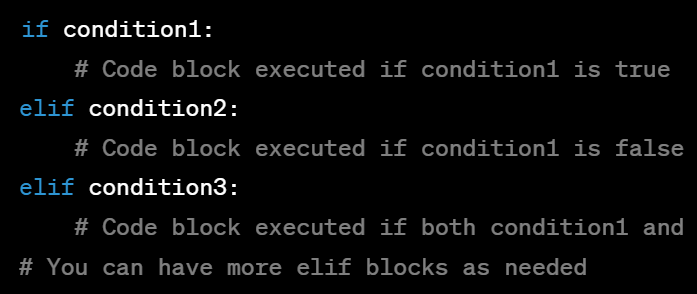 if condition1:
    # Code block executed if condition1 is true
elif condition2:
    # Code block executed if condition1 is false
elif condition3:
    # Code block executed if both condition1 and
# You can have more elif blocks as needed